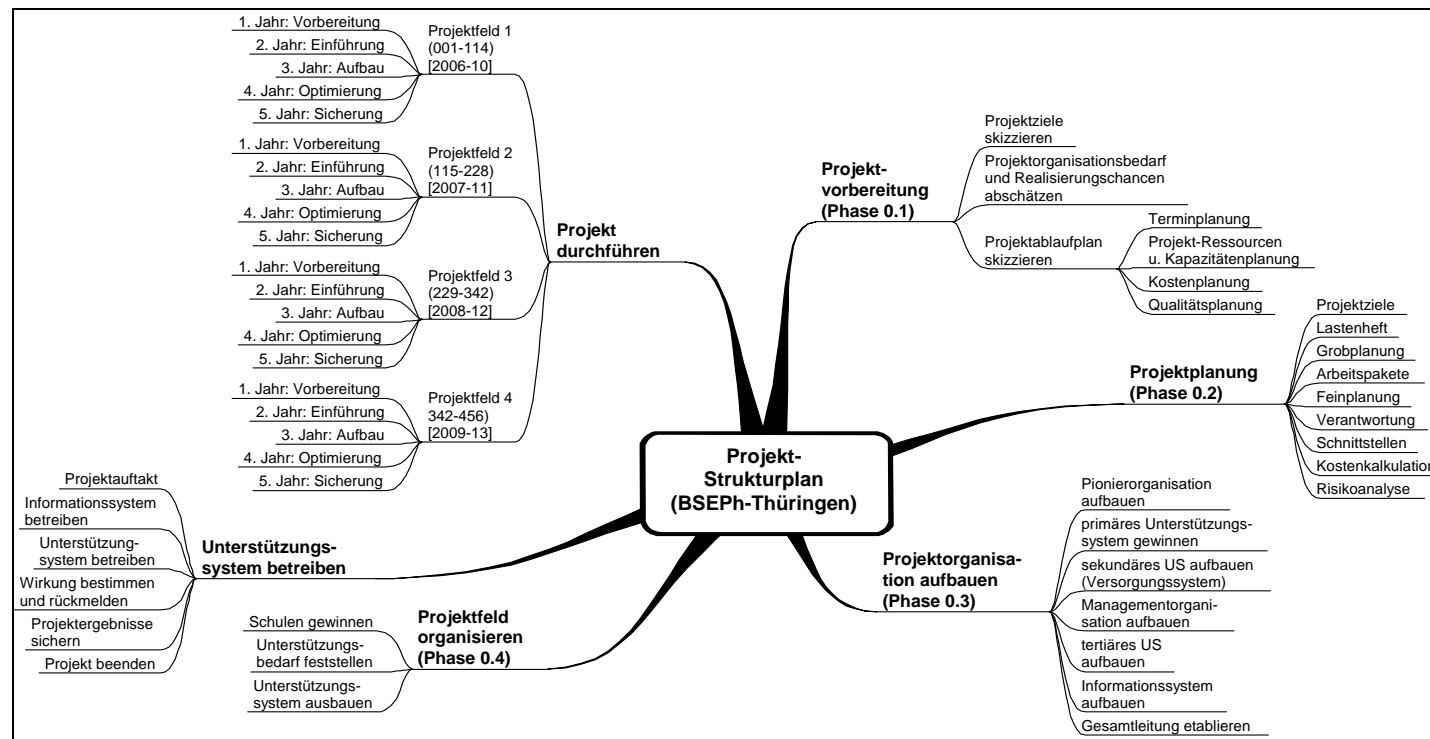 Projekt-
Strukturplan
(BSEPh-Thüringen)
Projekt-
vorbereitung
(Phase 0.1)
Projektziele
skizzieren
Projektorganisationsbedarf
und Realisierungschancen
abschätzen
Projektablaufplan
skizzieren
Terminplanung
Projekt-Ressourcen
u. Kapazitätenplanung
Kostenplanung
Qualitätsplanung
Projektplanung
(Phase 0.2)
Projektziele
Lastenheft
Grobplanung
Arbeitspakete
Feinplanung
Verantwortung
Schnittstellen
Kostenkalkulation
Risikoanalyse
Projektorganisa-
tion aufbauen
(Phase 0.3)
Pionierorganisation
aufbauen
primäres Unterstützungs-
system gewinnen
sekundäres US aufbauen
(Versorgungssystem)
Managementorgani-
sation aufbauen
tertiäres US
aufbauen
Informationssystem
aufbauen
Gesamtleitung etablieren
Projektfeld
organisieren
(Phase 0.4)
Schulen gewinnen
Unterstützungs-
bedarf feststellen
Unterstützungs-
system ausbauen
Unterstützungs-
system betreiben
Projektauftakt
Informationssystem
betreiben
Unterstützung-
system betreiben
Wirkung bestimmen
und rückmelden
Projektergebnisse
sichern
Projekt beenden
Projekt
durchführen
Projektfeld 1
(001-114)
[2006-10]
1. Jahr: Vorbereitung
2. Jahr: Einführung
3. Jahr: Aufbau
4. Jahr: Optimierung
5. Jahr: Sicherung
Projektfeld 2
(115-228)
[2007-11]
1. Jahr: Vorbereitung
2. Jahr: Einführung
3. Jahr: Aufbau
4. Jahr: Optimierung
5. Jahr: Sicherung
Projektfeld 3
(229-342)
[2008-12]
1. Jahr: Vorbereitung
2. Jahr: Einführung
3. Jahr: Aufbau
4. Jahr: Optimierung
5. Jahr: Sicherung
Projektfeld 4
342-456)
[2009-13]
1. Jahr: Vorbereitung
2. Jahr: Einführung
3. Jahr: Aufbau
4. Jahr: Optimierung
5. Jahr: Sicherung